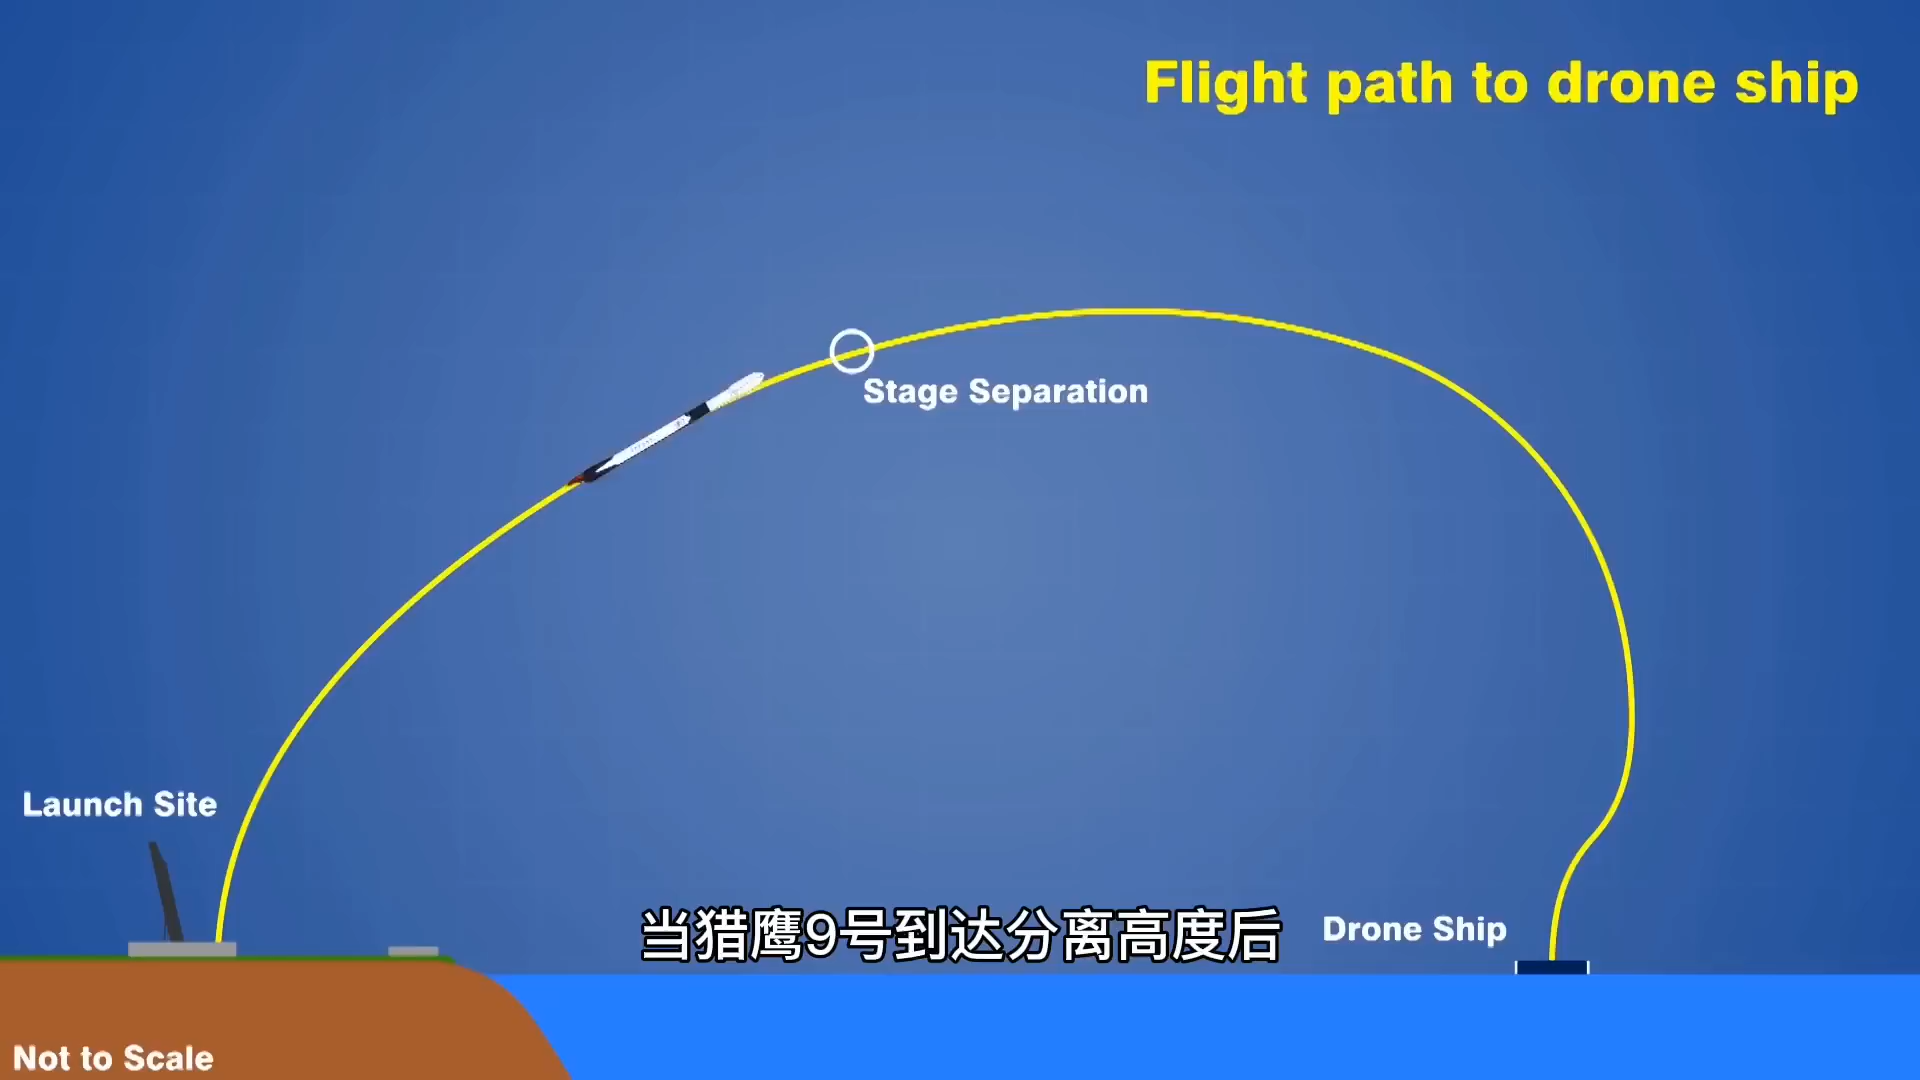 Flight path to drone ship
Stage Separation
Launch Site
当猎鹰9号到达分离高度后
Drone Ship
Not to Scale